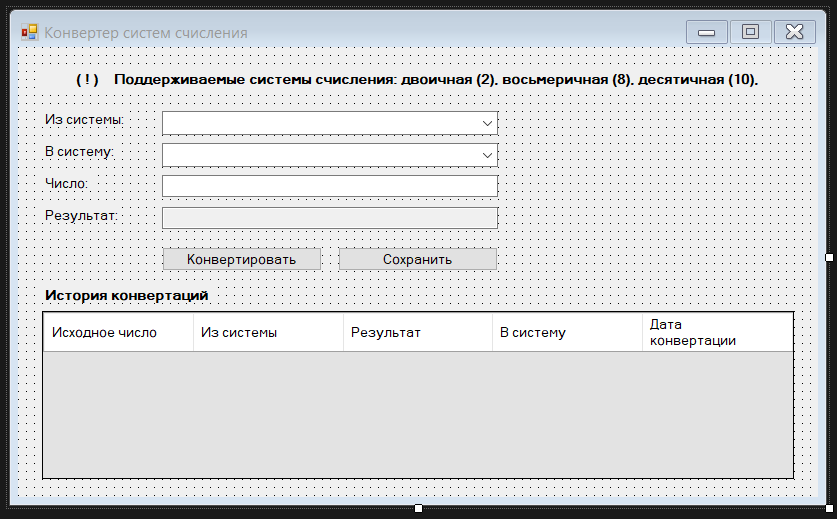 Конвертер систем счисления
( ! ) Поддерживаемые системы счисления: двоичная (2), восьмеричная (8), десятичная (10).
Из системы:
В систему:
Число:
Результат:
Конвертировать Сохранить
История конвертаций
Исходное число Из системы Результат В систему Дата
конвертации